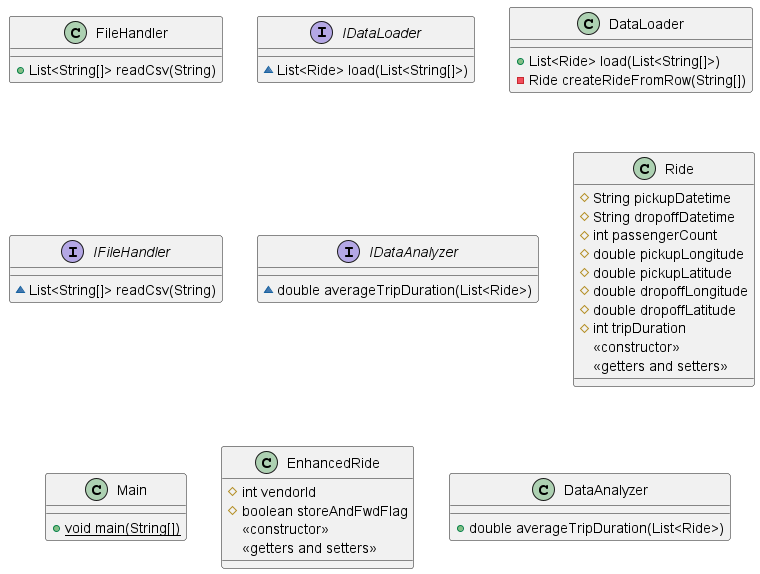 C FileHandler
List<String[]> readCsv(String)
I IDataLoader
List<Ride> load(List<String[]>)
C DataLoader
List<Ride> load(List<String[]>)
Ride createRideFromRow(String[])
I IFileHandler
List<String[]> readCsv(String)
I IDataAnalyzer
double averageTripDuration(List<Ride>)
C Ride
String pickupDatetime
String dropoffDatetime
int passengerCount
double pickupLongitude
double pickupLatitude
double dropoffLongitude
double dropoffLatitude
int tripDuration
«constructor»
«getters and setters»
C Main
void main(String[])
C EnhancedRide
int vendorId
boolean storeAndFwdFlag
«constructor»
«getters and setters»
C DataAnalyzer
double averageTripDuration(List<Ride>)